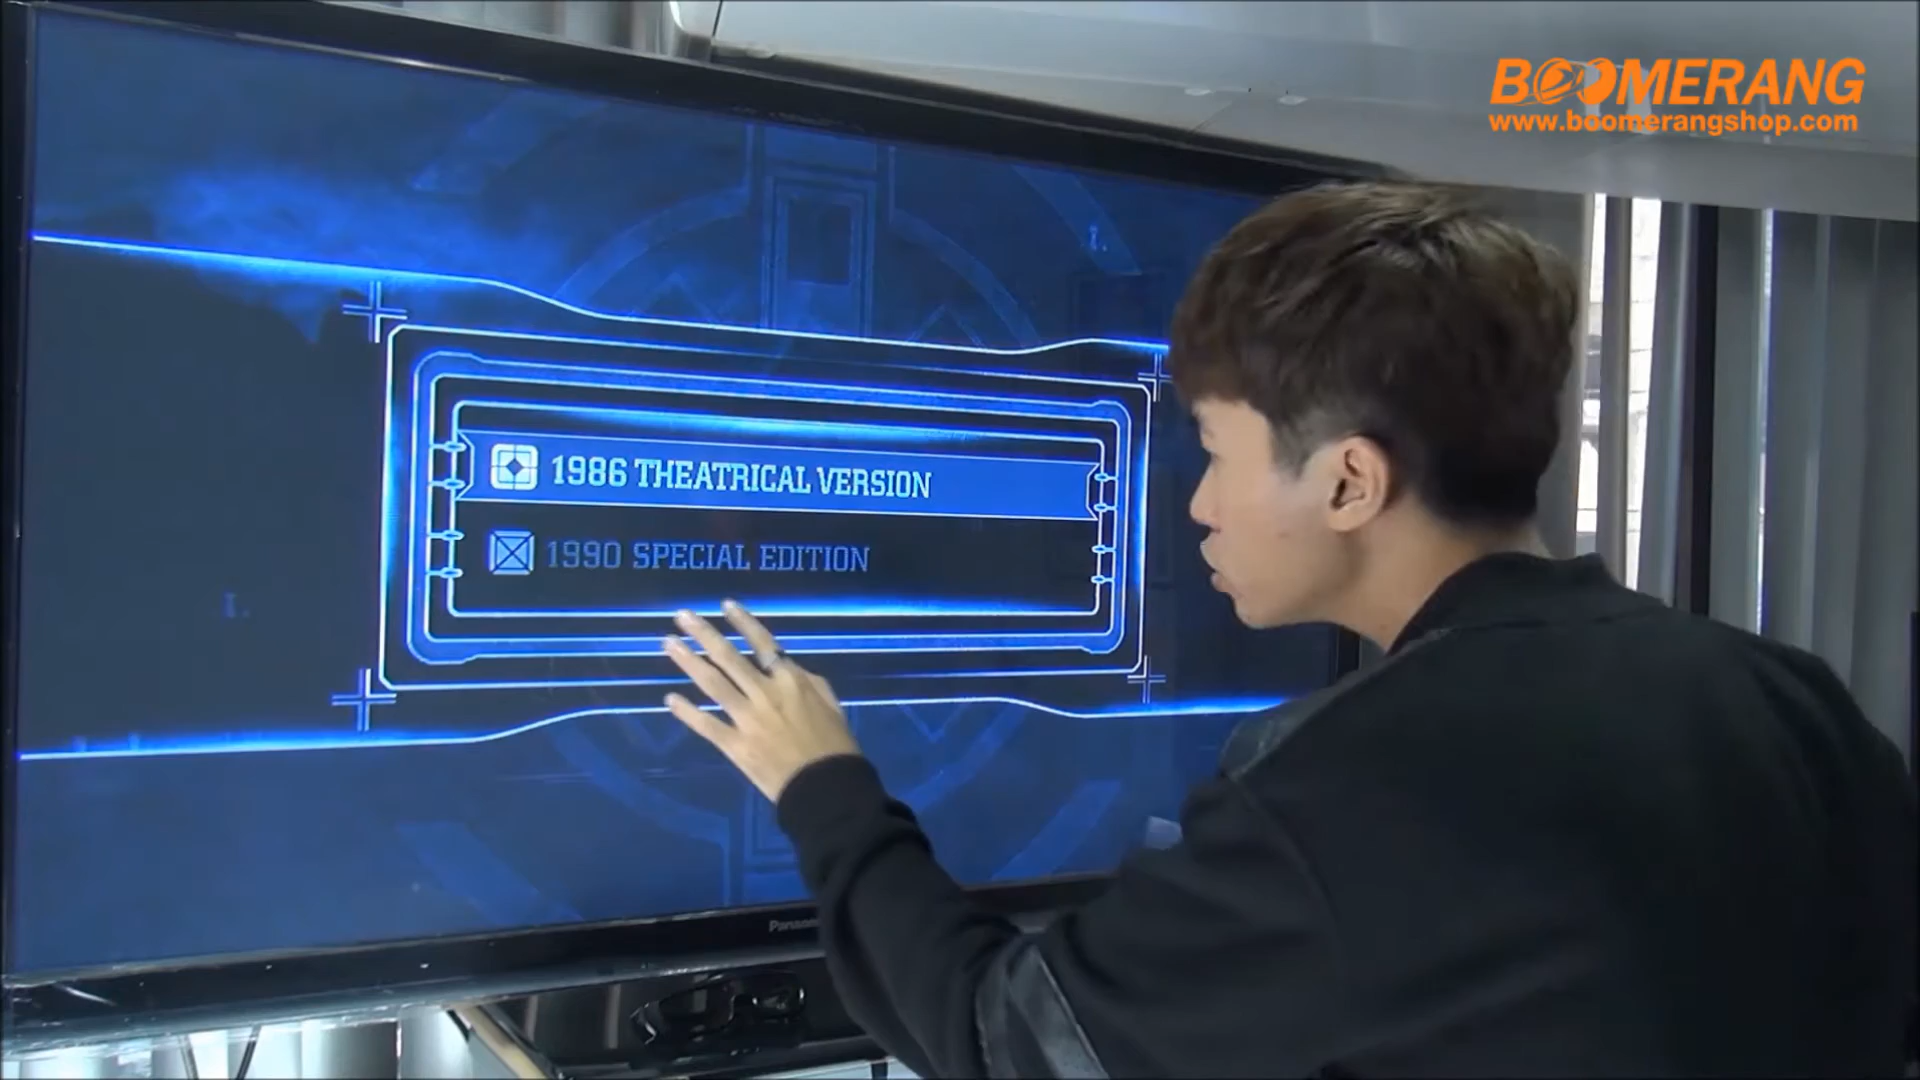 BOOMERANG
www.boomerangshop.com
1986 THEATRICAL VERSION
1990 SPECIAL EDITION